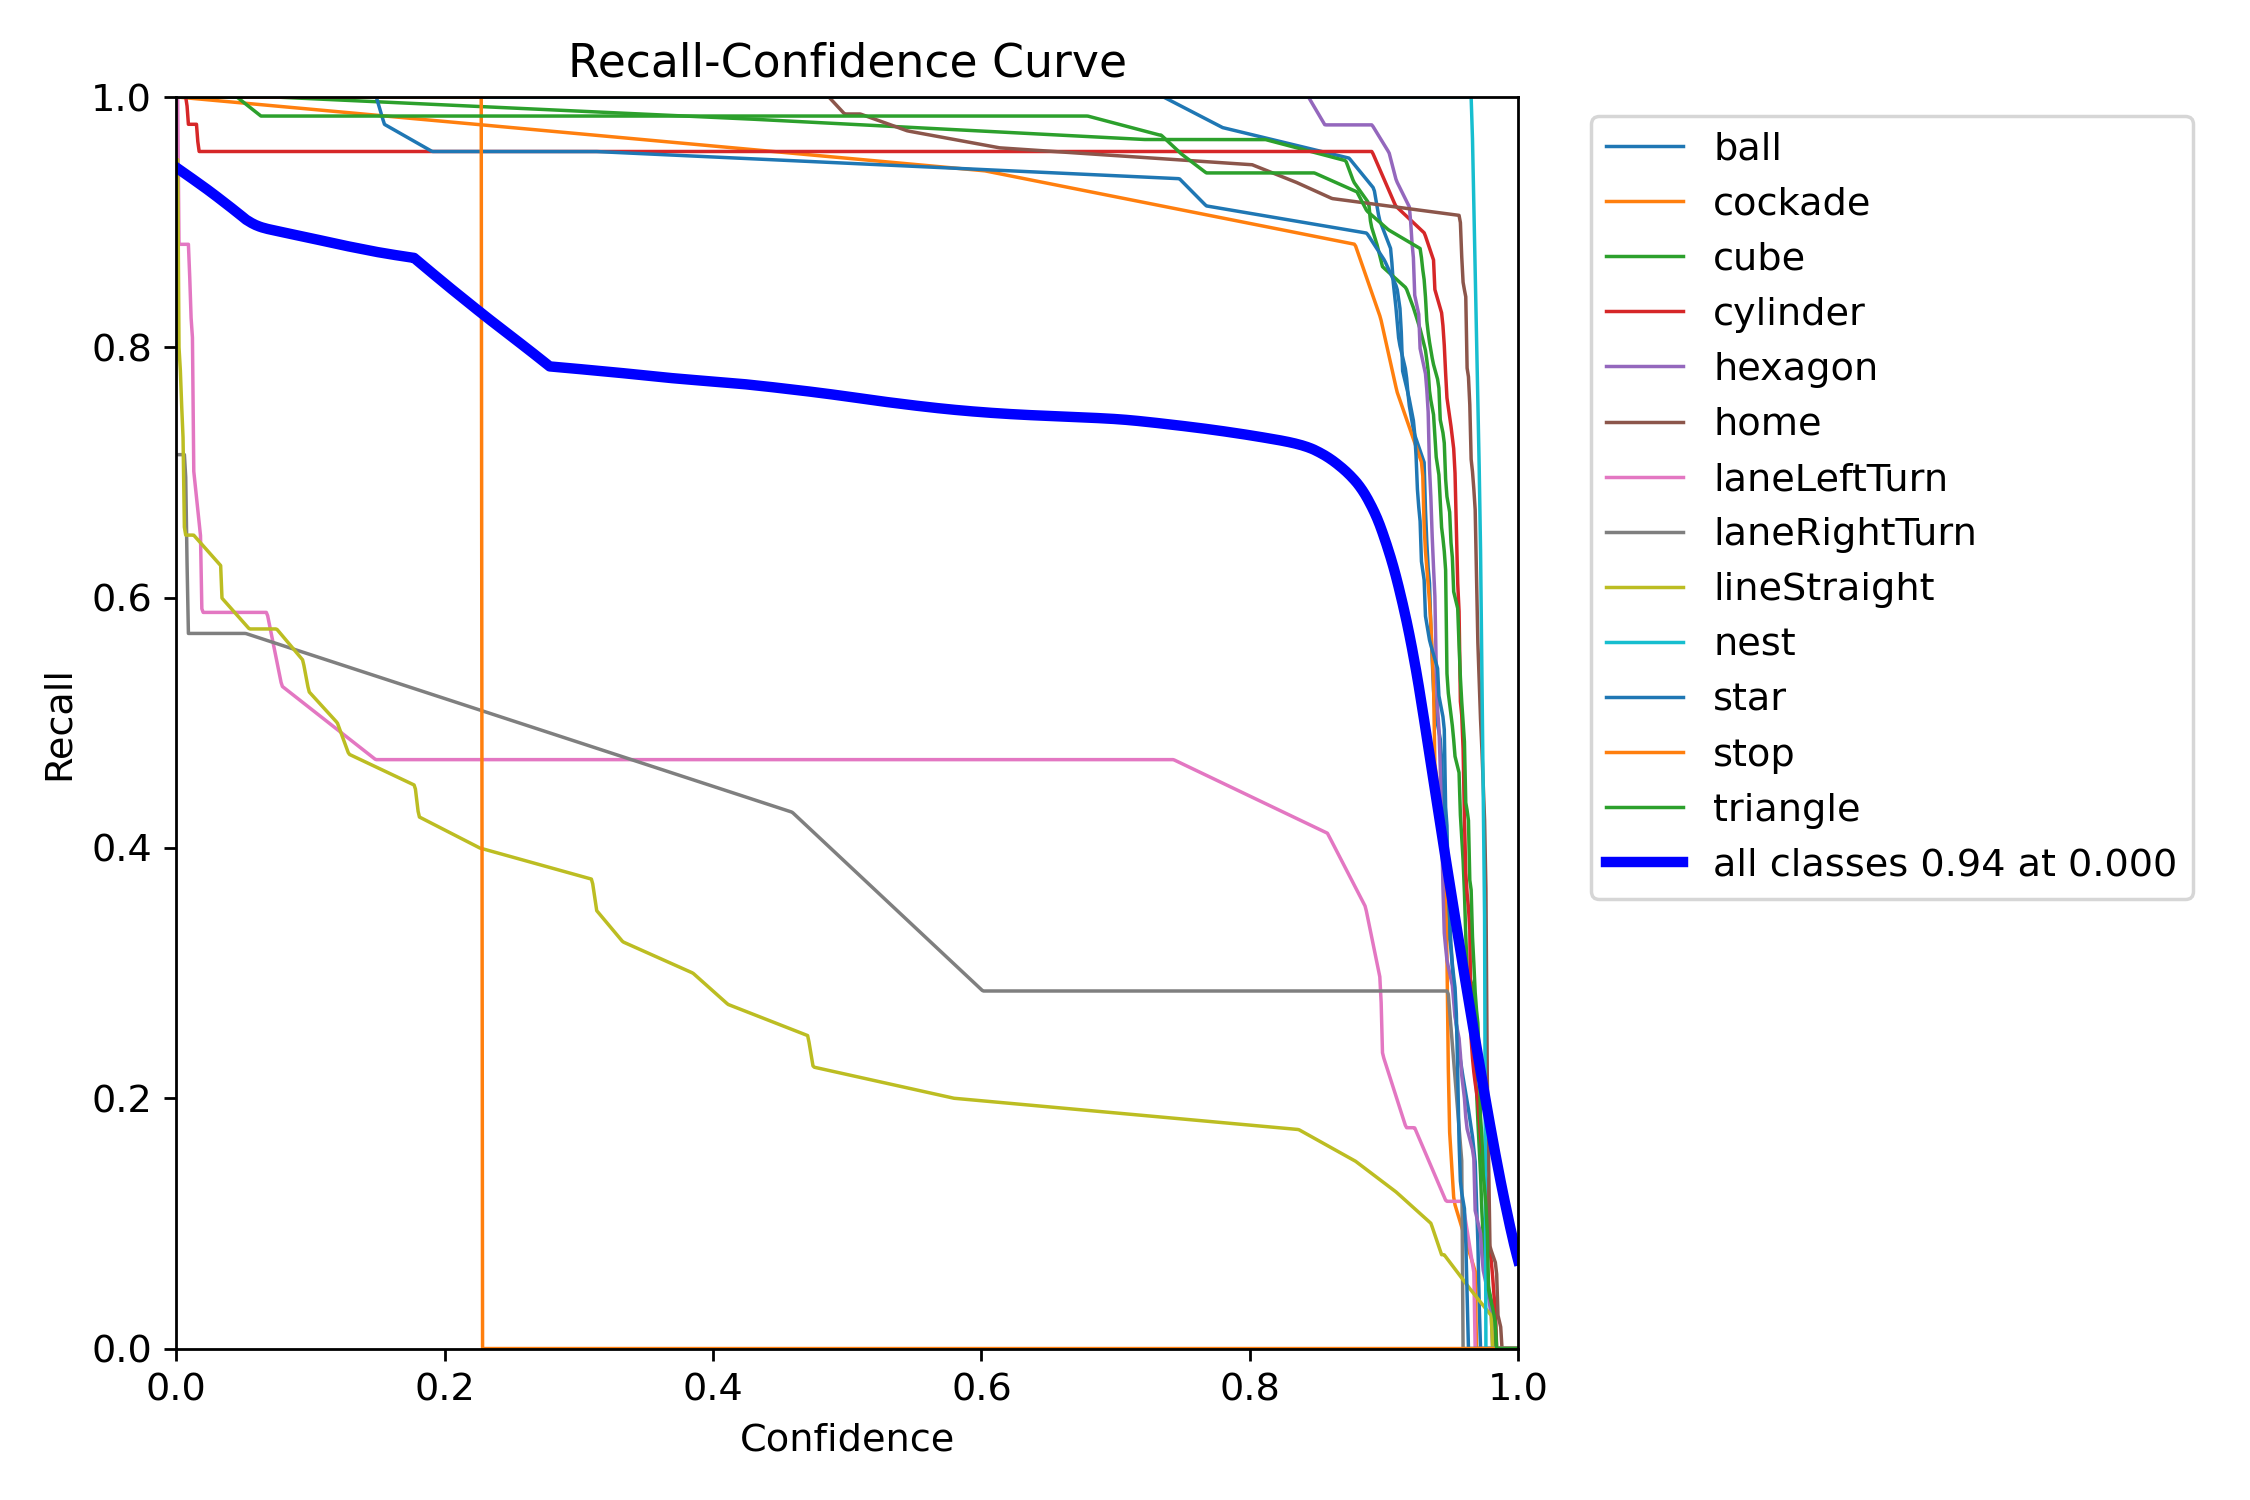 Recall-Confidence Curve
1.0
0.8
0.6
0.4
0.2
0.0
Recall
0.0 0.2 0.4 0.6 0.8 1.0
Confidence
ball
cockade
cube
cylinder
hexagon
home
laneLeftTurn
laneRightTurn
lineStraight
nest
star
stop
triangle
all classes 0.94 at 0.000